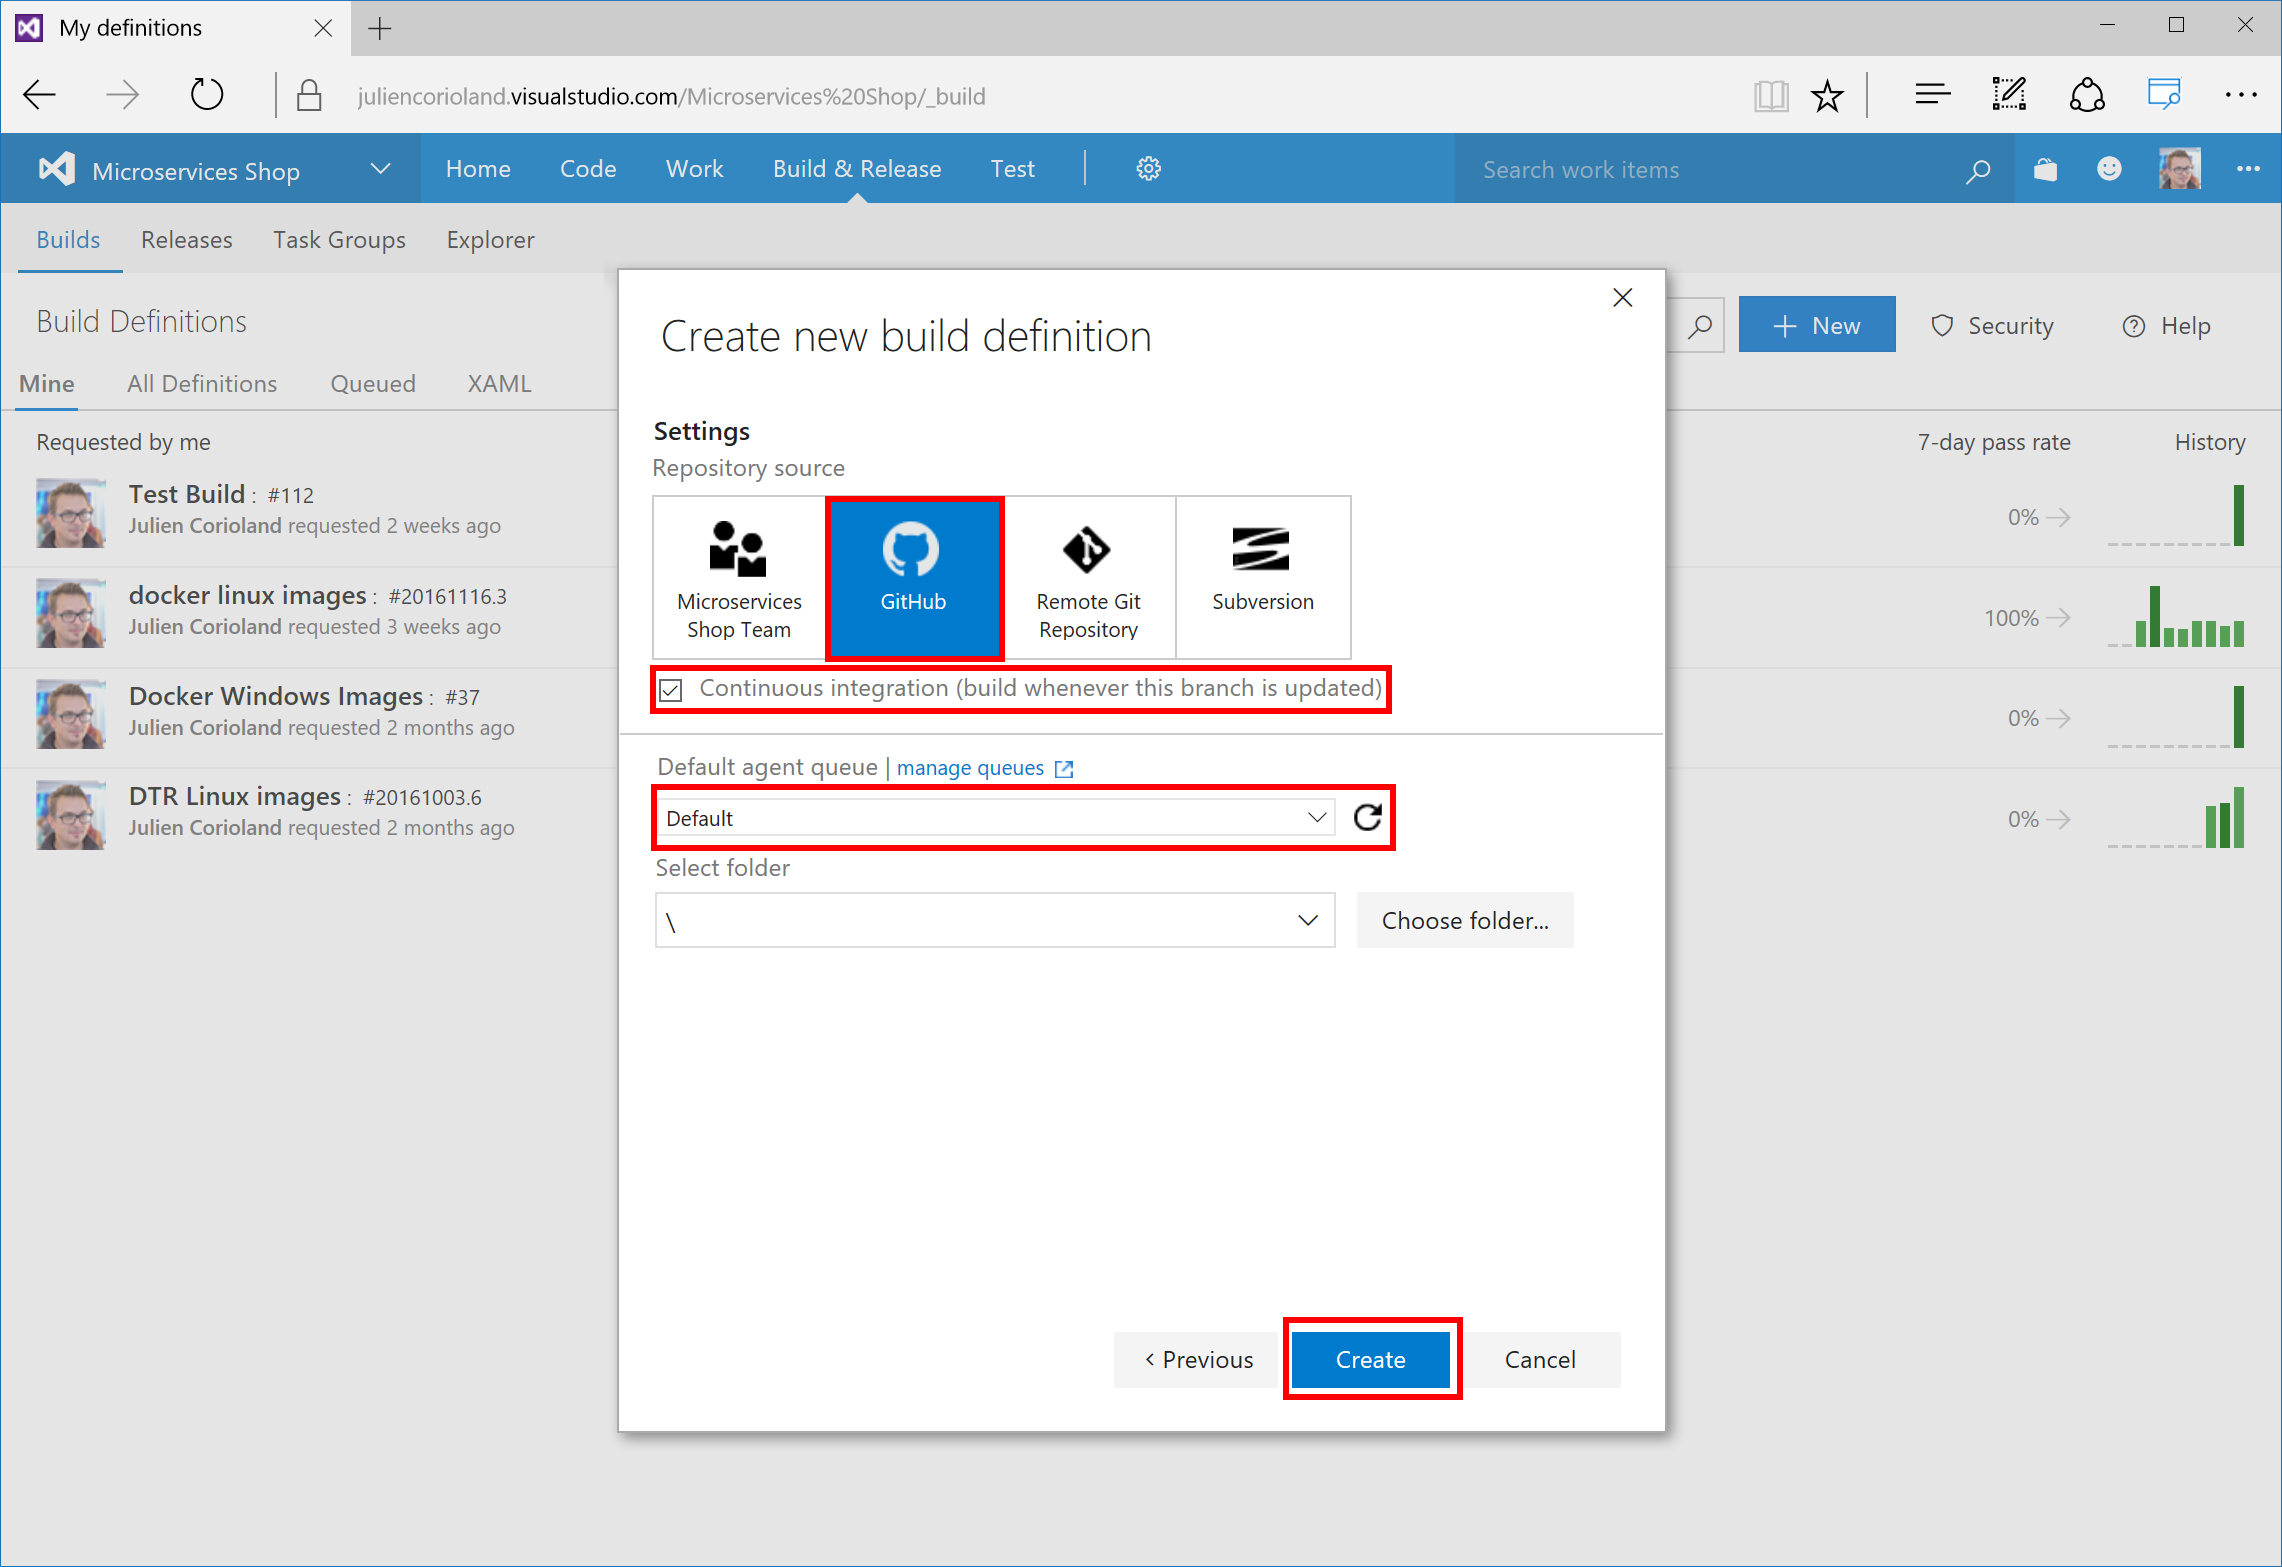 My definitions
juliencorioland.visualstudio.com/Microservices%20Shop/_build
Microservices Shop Home Code Work Build & Release Test Search work items
Builds Releases Task Groups Explorer
Build Definitions
New Security Help
Mine All Definitions Queued XAML
Requested by me 7-day pass rate History
Test Build : #112
Julien Corioland requested 2 weeks ago
0%
docker linux images : #20161116.3
Julien Corioland requested 3 weeks ago
100%
Docker Windows Images : #37
Julien Corioland requested 2 months ago
0%
DTR Linux images : #20161003.6
Julien Corioland requested 2 months ago
0%
Create new build definition
Settings
Repository source
Microservices
Shop Team
GitHub
Remote Git
Repository
Subversion
Continuous integration (build whenever this branch is updated)
Default agent queue | manage queues
Default
Select folder
\
Choose folder...
Previous
Create
Cancel